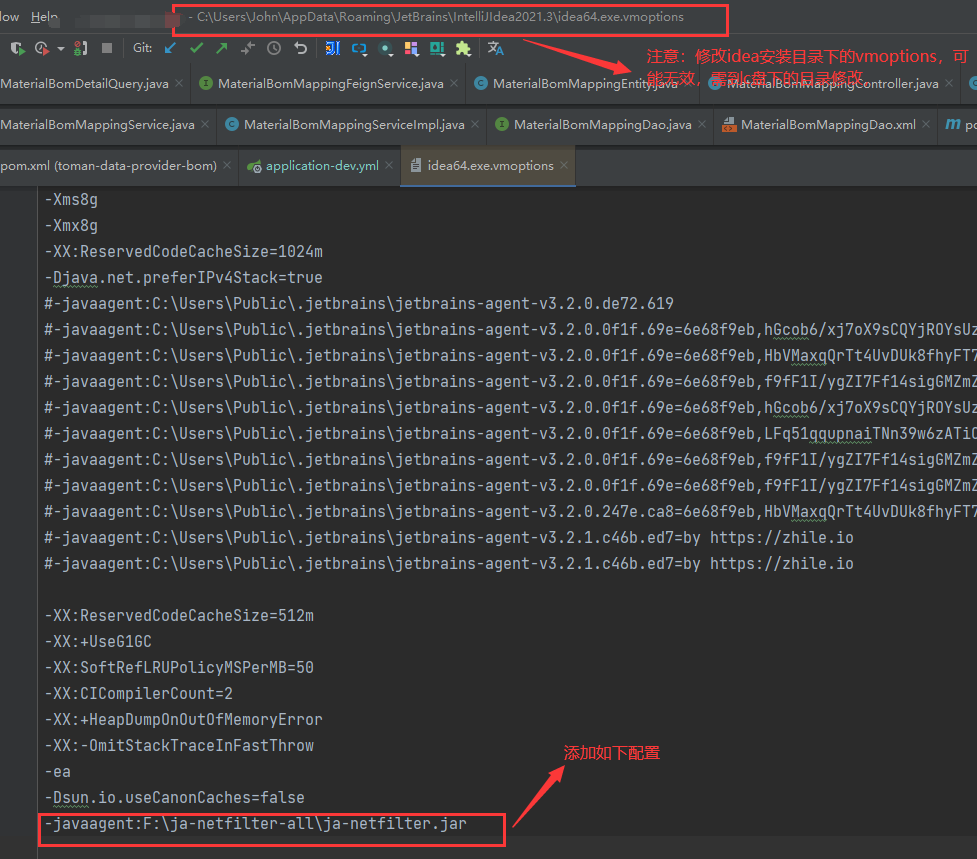 low Help - C:\Users\John\AppData\Roaming\JetBrains\IntelliJIdea2021.3\idea64.exe.vmoptions
Git:
注意：修改idea安装目录下的vmoptions，可
能无效，需到c盘下的目录修改
MaterialBomDetailQuery.java MaterialBomMappingFeignService.java MaterialBomMappingEntity.java MaterialBomMappingController.java
MaterialBomMappingService.java MaterialBomMappingServiceImpl.java MaterialBomMappingDao.java MaterialBomMappingDao.xml po
pom.xml (toman-data-provider-bom) application-dev.yml idea64.exe.vmoptions
-Xms8g
-Xmx8g
-XX:ReservedCodeCacheSize=1024m
-Djava.net.preferIPv4Stack=true
#-javaagent:C:\Users\Public\.jetbrains\jetbrains-agent-v3.2.0.de72.619
#-javaagent:C:\Users\Public\.jetbrains\jetbrains-agent-v3.2.0.0f1f.69e=6e68f9eb,hGcob6/xj7oX9sCQYjROYsUz
#-javaagent:C:\Users\Public\.jetbrains\jetbrains-agent-v3.2.0.0f1f.69e=6e68f9eb,HbVMaxqQrTt4UvDUk8fhyFT7
#-javaagent:C:\Users\Public\.jetbrains\jetbrains-agent-v3.2.0.0f1f.69e=6e68f9eb,f9fF1I/ygZI7Ff14sigGMZmZ
#-javaagent:C:\Users\Public\.jetbrains\jetbrains-agent-v3.2.0.0f1f.69e=6e68f9eb,hGcob6/xj7oX9sCQYjROYsUz
#-javaagent:C:\Users\Public\.jetbrains\jetbrains-agent-v3.2.0.0f1f.69e=6e68f9eb,LFq51qqupnaiTNn39w6zATiC
#-javaagent:C:\Users\Public\.jetbrains\jetbrains-agent-v3.2.0.0f1f.69e=6e68f9eb,f9fF1I/ygZI7Ff14sigGMZmZ
#-javaagent:C:\Users\Public\.jetbrains\jetbrains-agent-v3.2.0.0f1f.69e=6e68f9eb,f9fF1I/ygZI7Ff14sigGMZmZ
#-javaagent:C:\Users\Public\.jetbrains\jetbrains-agent-v3.2.0.247e.ca8=6e68f9eb,HbVMaxqQrTt4UvDUk8fhyFT7
#-javaagent:C:\Users\Public\.jetbrains\jetbrains-agent-v3.2.1.c46b.ed7=by https://zhile.io
#-javaagent:C:\Users\Public\.jetbrains\jetbrains-agent-v3.2.1.c46b.ed7=by https://zhile.io
-XX:ReservedCodeCacheSize=512m
-XX:+UseG1GC
-XX:SoftRefLRUPolicyMSPerMB=50
-XX:CICompilerCount=2
-XX:+HeapDumpOnOutOfMemoryError
-XX:-OmitStackTraceInFastThrow
-ea
添加如下配置
-Dsun.io.useCanonCaches=false
-javaagent:F:\ja-netfilter-all\ja-netfilter.jar